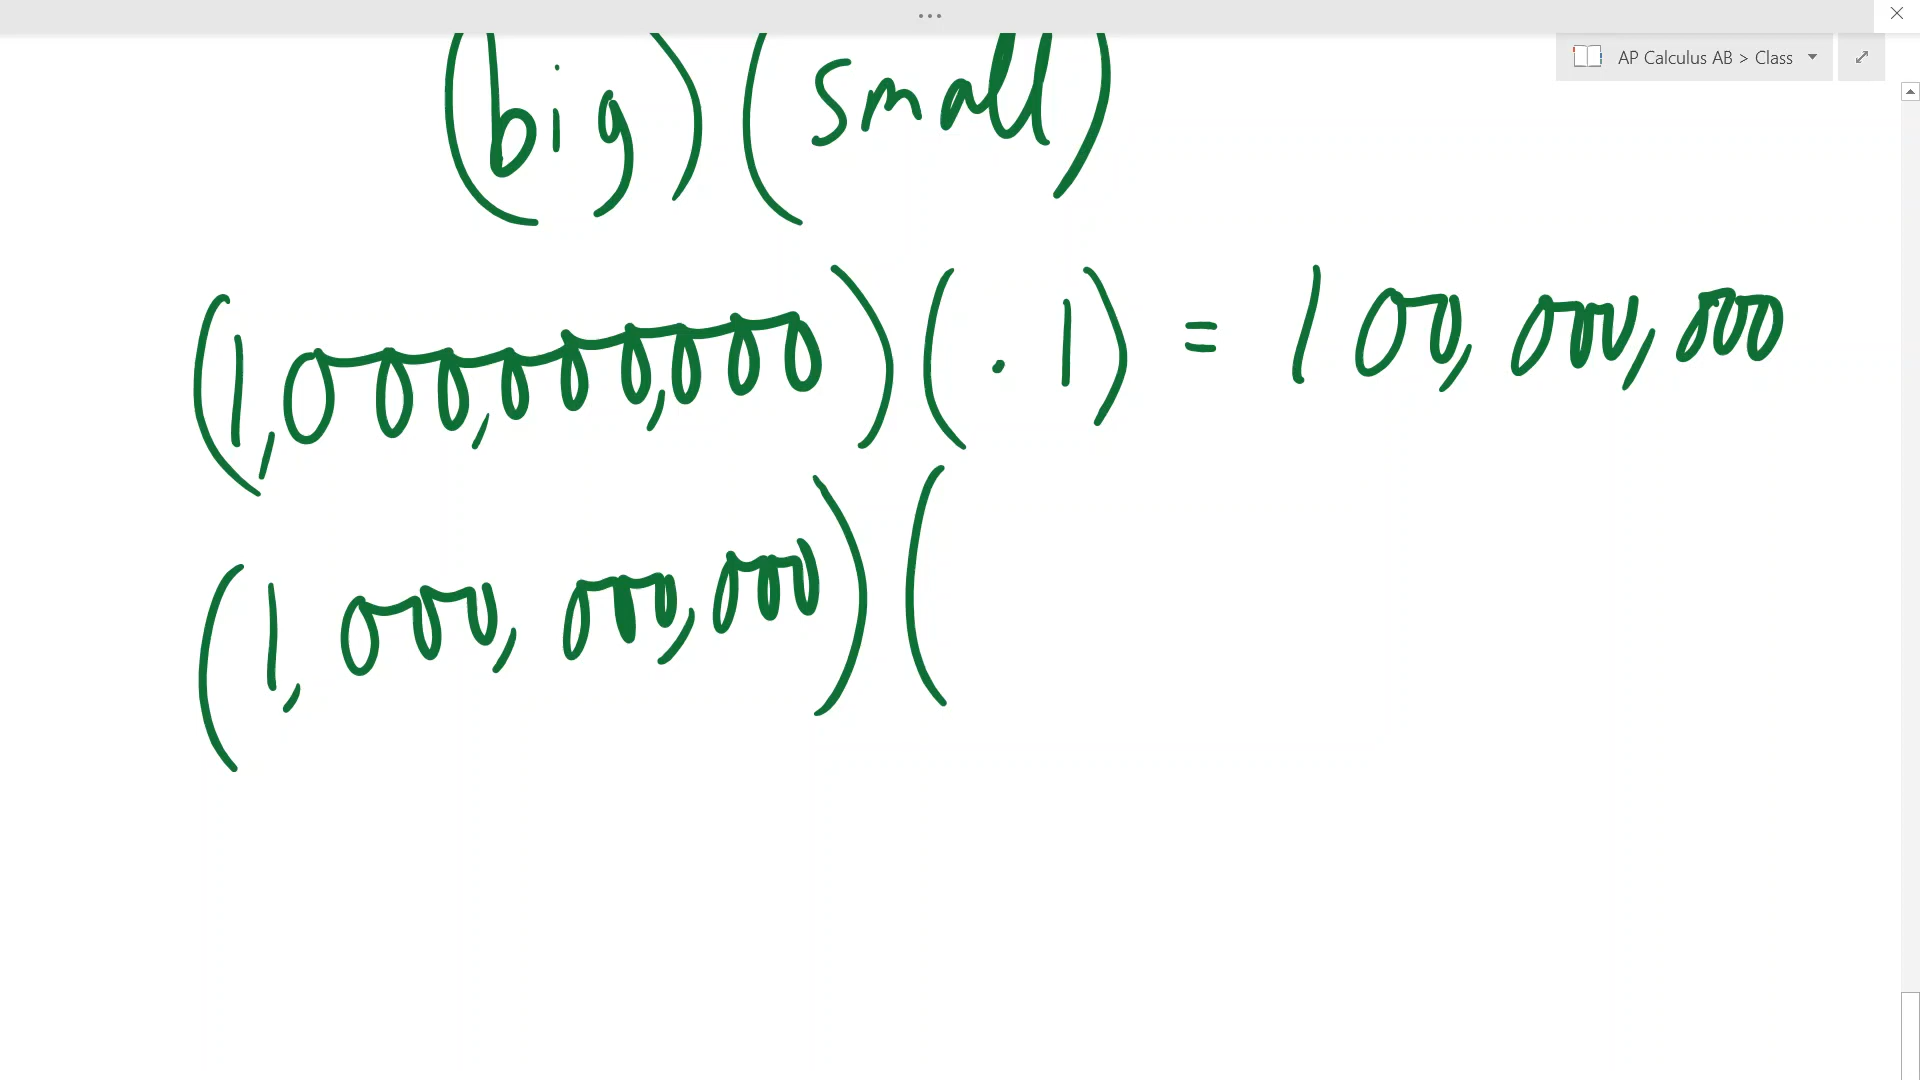 ...
AP Calculus AB > Class
(big)(small)
(1,000,000,000)(.1) = 100,000,000
(1,000,000,000)(